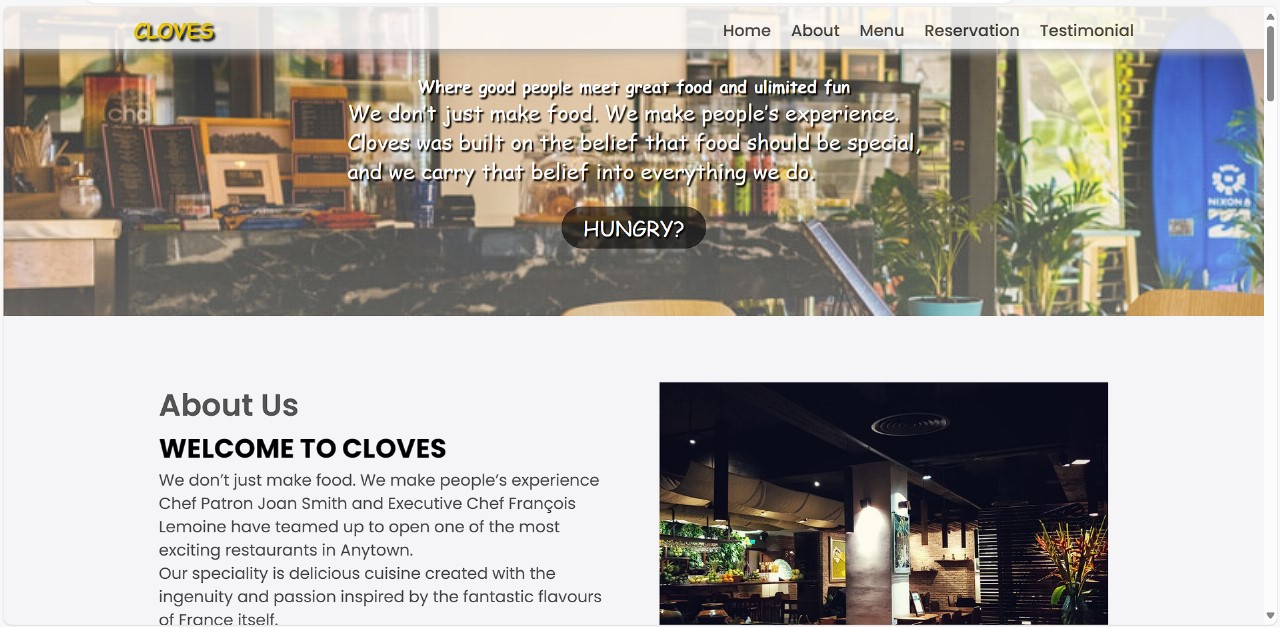 CLOVES
Home About Menu Reservation Testimonial
cha
Where good people meet great food and ulimited fun
We don't just make food. We make people's experience.
Cloves was built on the belief that food should be special,
and we carry that belief into everything we do.
HUNGRY?
NIXON
About Us
WELCOME TO CLOVES
We don’t just make food. We make people’s experience
Chef Patron Joan Smith and Executive Chef François
Lemoine have teamed up to open one of the most
exciting restaurants in Anytown.
Our speciality is delicious cuisine created with the
ingenuity and passion inspired by the fantastic flavours
of France itself.